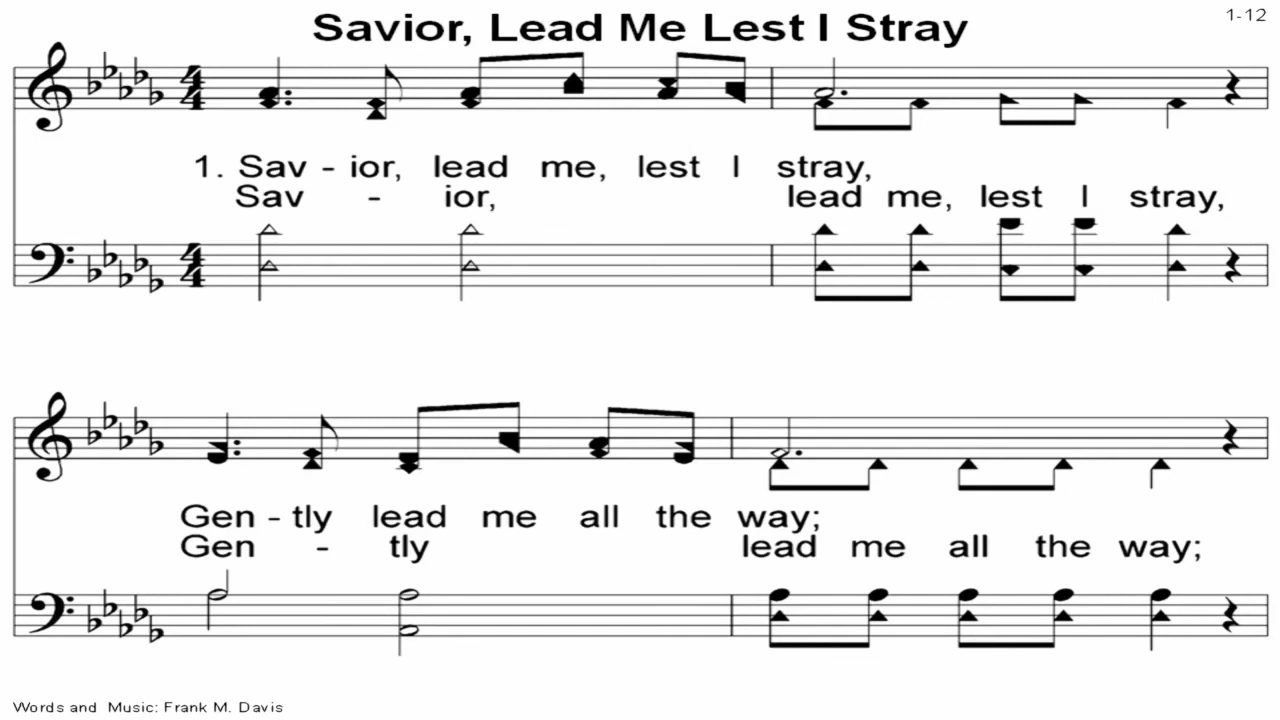 Savior, Lead Me Lest I Stray
1-12
1. Sav - ior, lead me, lest I stray,
Sav - ior, lead me, lest I stray,
Gen - tly lead me all the way;
Gen - tly lead me all the way;
Words and Music: Frank M. Davis